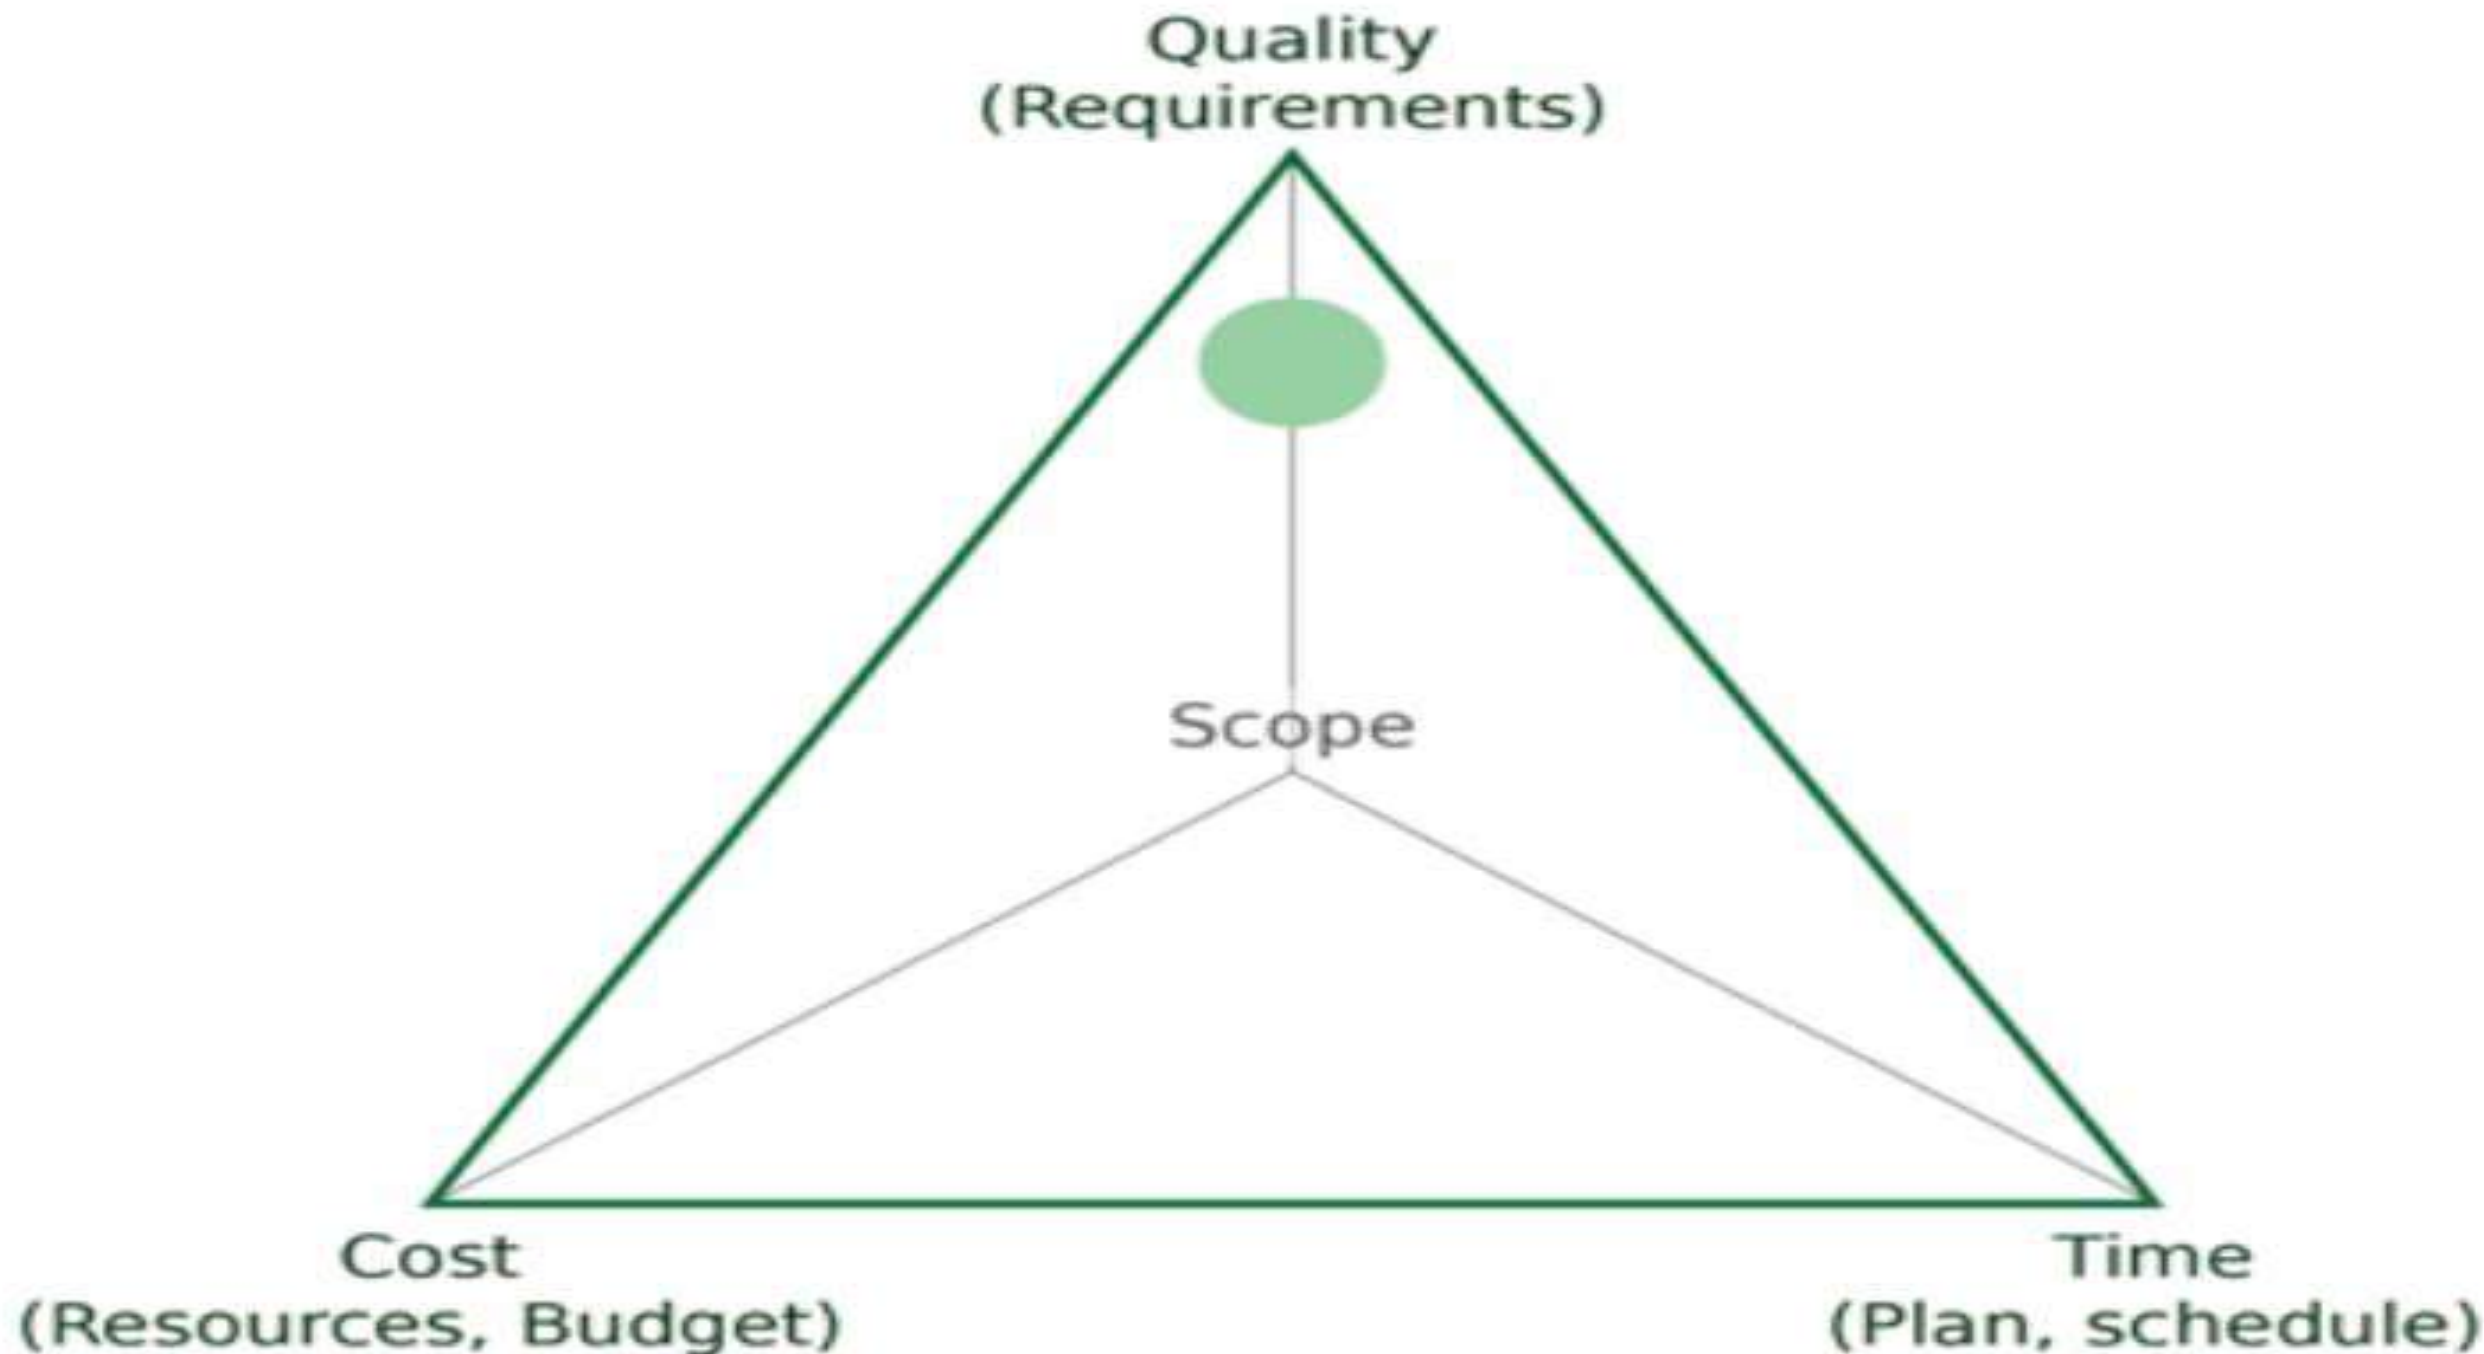 Quality
(Requirements)
Scope
Cost
(Resources, Budget)
Time
(Plan, schedule)